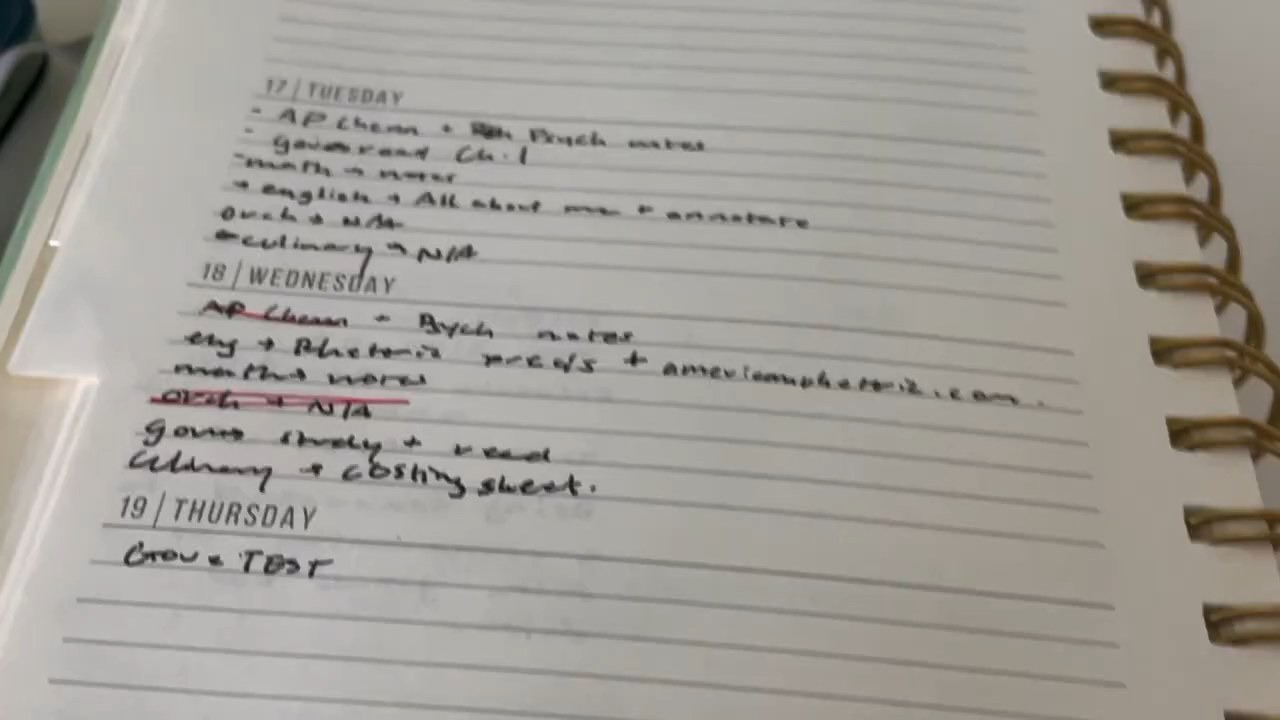 17 | TUESDAY
- AP Chem + Psych notes
- gov read Ch. 1
- math → notes
→ english → All about me + annotate
orch → N/A
culinary → N/A
18 | WEDNESDAY
AP Chem - Psych notes
eng → Rhetoric + americanrhetoric.com.
math → notes
orch → N/A
gov → study + read
culinary → costing sheet.
19 | THURSDAY
Gov TEST